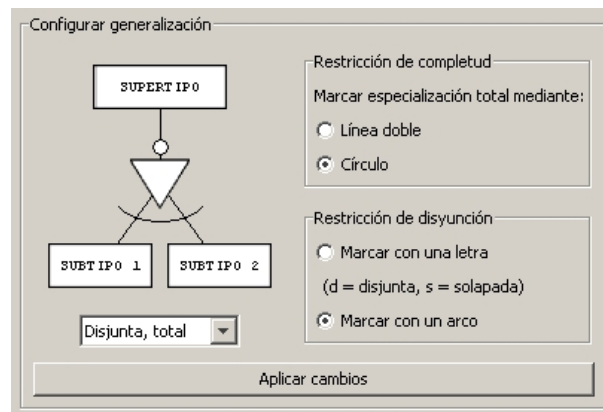 Configurar generalización
SUPERTIPO
SUBTIPO 1
SUBTIPO 2
Disjunta, total
Restricción de completud
Marcar especialización total mediante:
Línea doble
Círculo
Restricción de disyunción
Marcar con una letra
(d = disjunta, s = solapada)
Marcar con un arco
Aplicar cambios